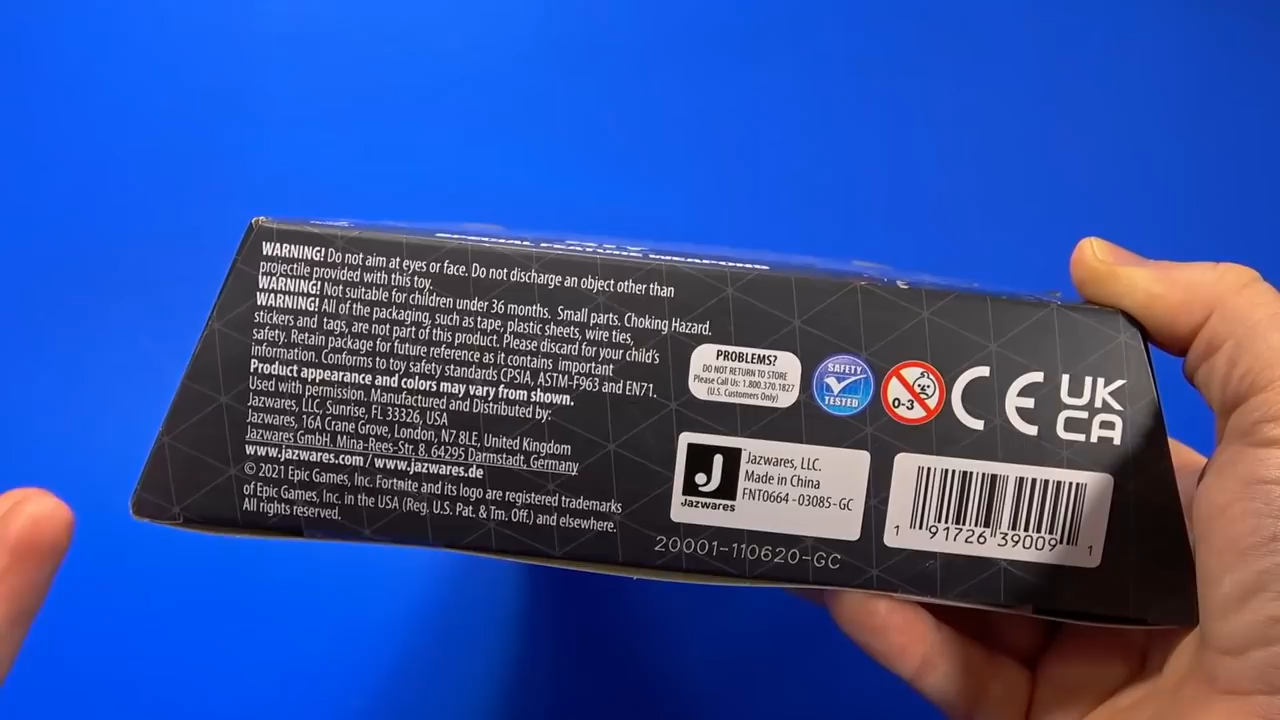 SPECIAL FEATURE WEAPONS
WARNING! Do not aim at eyes or face. Do not discharge an object other than
projectile provided with this toy.
WARNING! Not suitable for children under 36 months. Small parts. Choking Hazard.
WARNING! All of the packaging, such as tape, plastic sheets, wire ties,
stickers and tags, are not part of this product. Please discard for your child's
safety. Retain package for future reference as it contains important
information. Conforms to toy safety standards CPSIA, ASTM-F963 and EN71.
Product appearance and colors may vary from shown.
Used with permission. Manufactured and Distributed by:
Jazwares, LLC, Sunrise, FL 33326, USA
Jazwares, 16A Crane Grove, London, N7 8LE, United Kingdom
Jazwares GmbH. Mina-Rees-Str. 8, 64295 Darmstadt, Germany
www.jazwares.com / www.jazwares.de
© 2021 Epic Games, Inc. Fortnite and its logo are registered trademarks
of Epic Games, Inc. in the USA (Reg. U.S. Pat. & Tm. Off.) and elsewhere.
All rights reserved.
PROBLEMS?
DO NOT RETURN TO STORE
Please Call Us: 1.800.370.1827
(U.S. Customers Only)
SAFETY
TESTED
0-3
CE
UK
CA
J
Jazwares
Jazwares, LLC.
Made in China
FNT0664 -03085-GC
1 91726 39009 1
20001-110620-GC